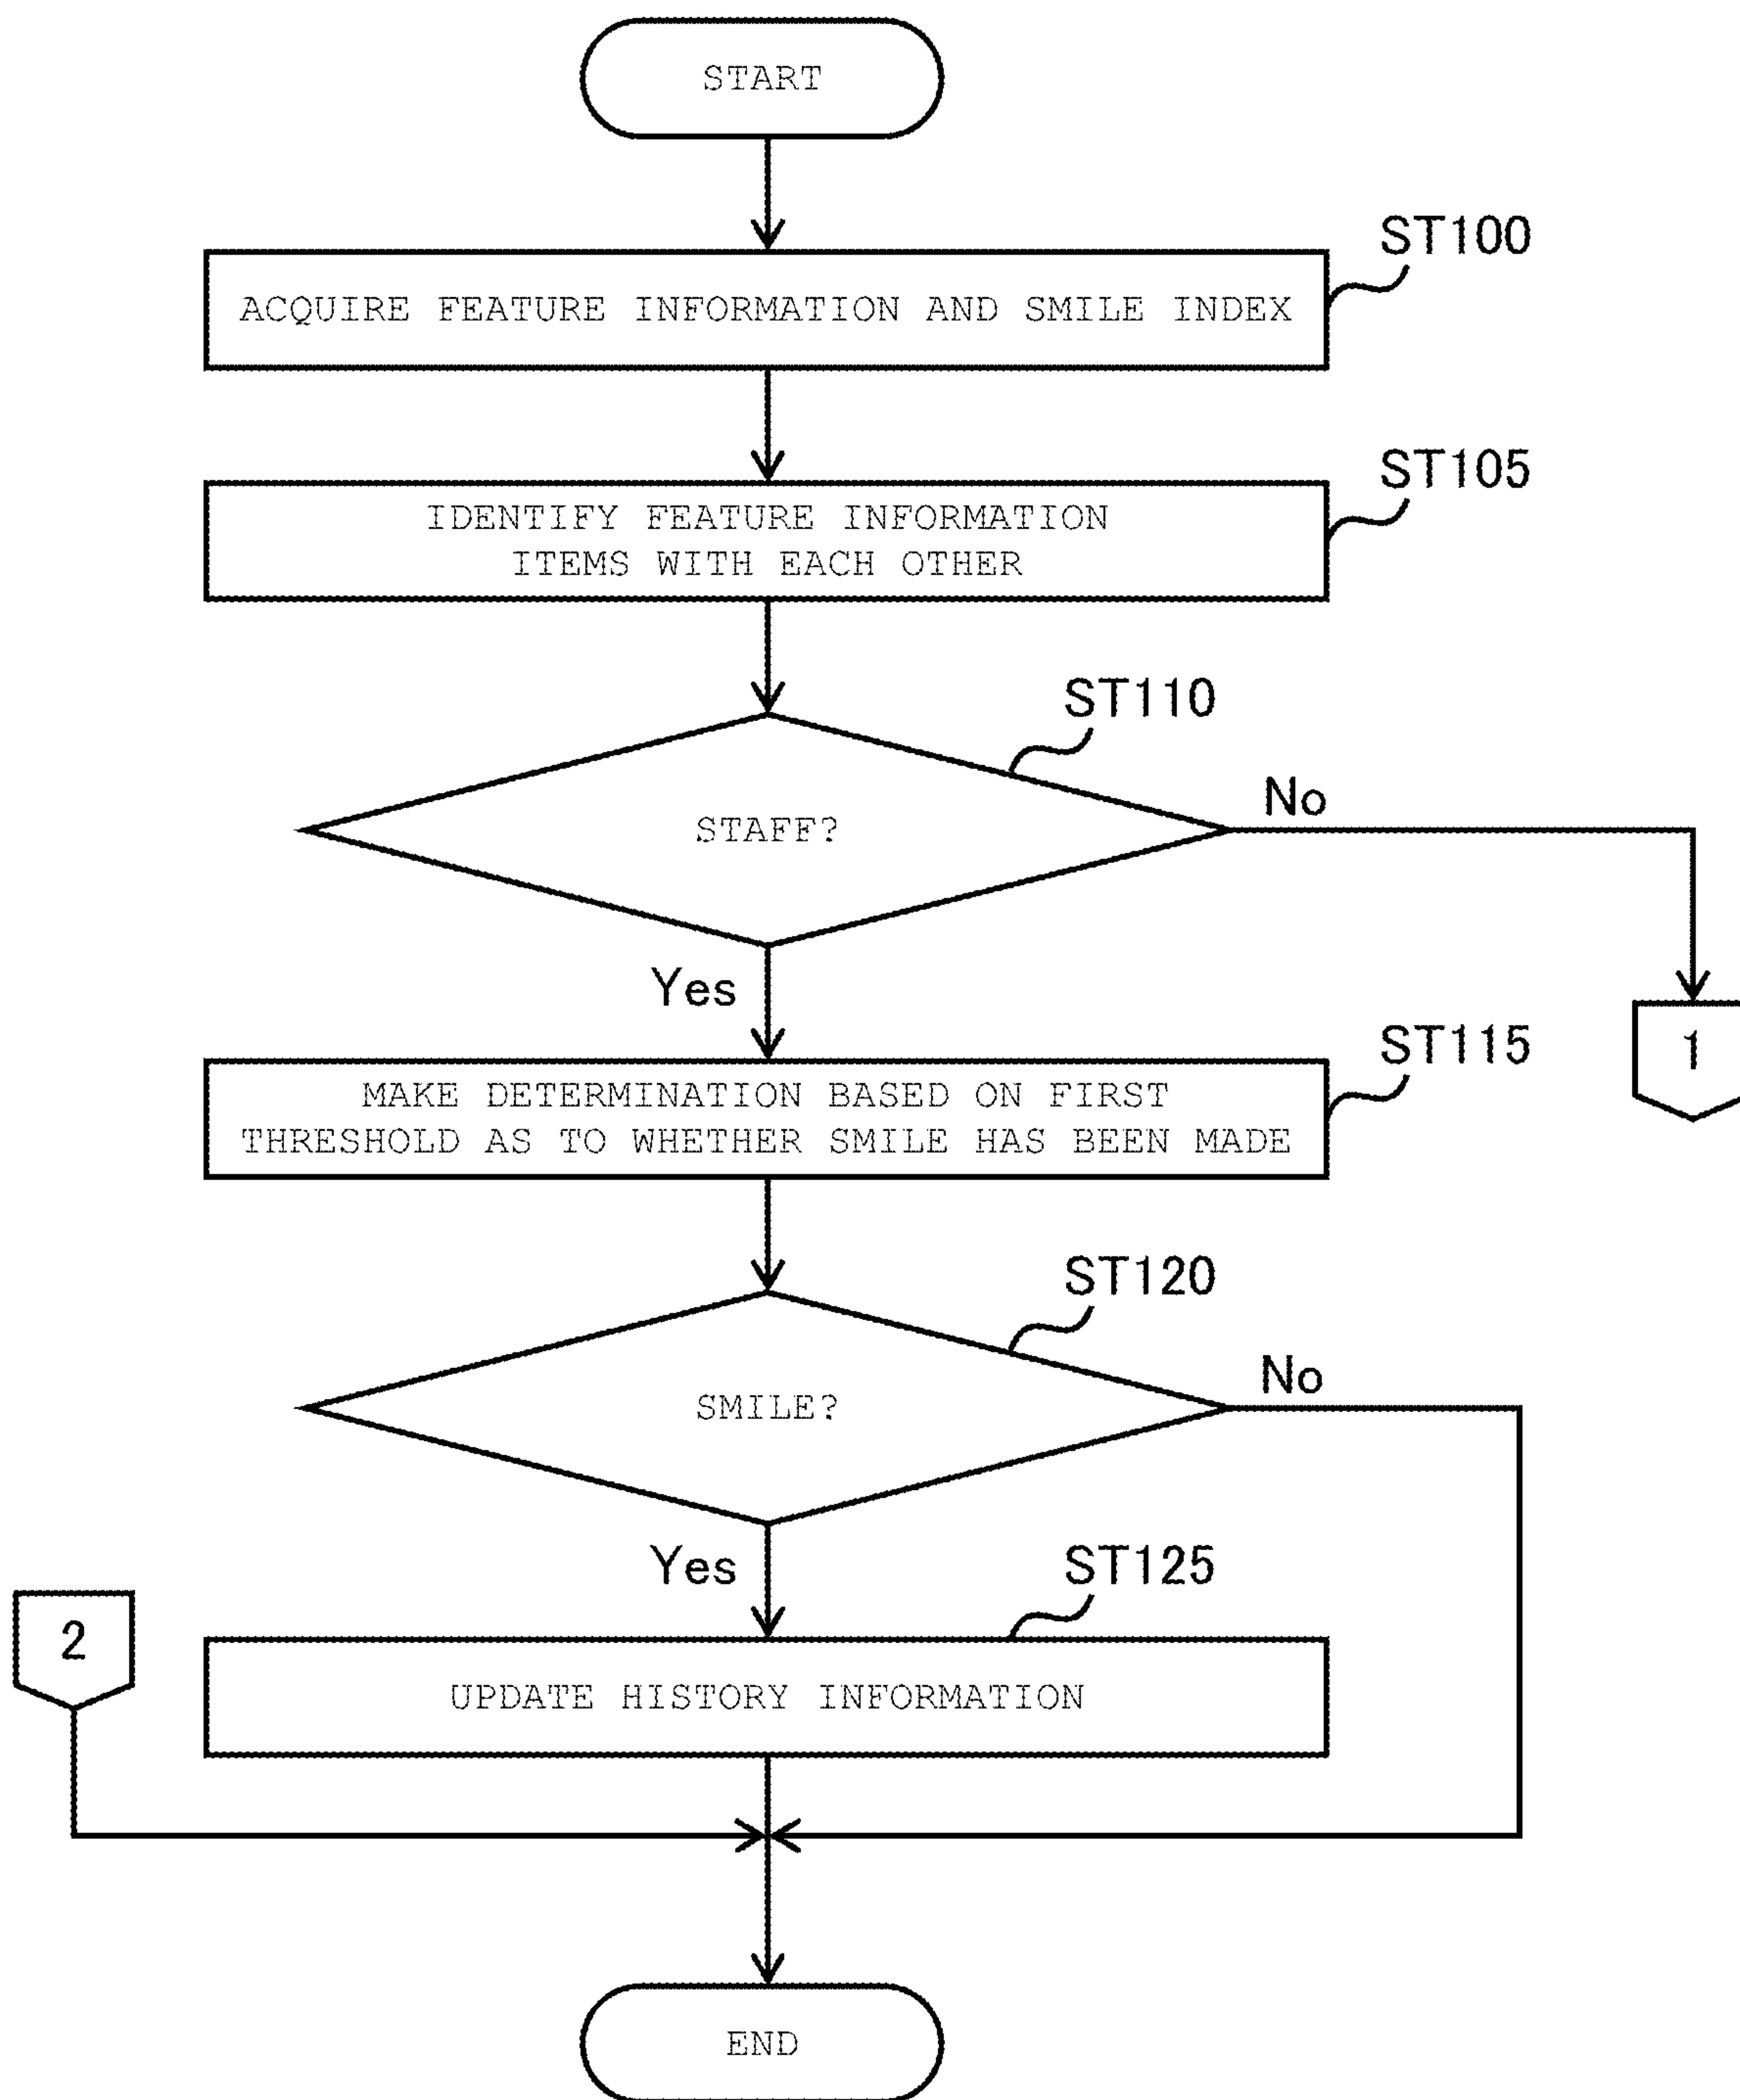 START
ST100
ACQUIRE FEATURE INFORMATION AND SMILE INDEX
ST105
IDENTIFY FEATURE INFORMATION
ITEMS WITH EACH OTHER
ST110
STAFF?
No
Yes
1
ST115
MAKE DETERMINATION BASED ON FIRST
THRESHOLD AS TO WHETHER SMILE HAS BEEN MADE
ST120
SMILE?
No
Yes
ST125
2
UPDATE HISTORY INFORMATION
END